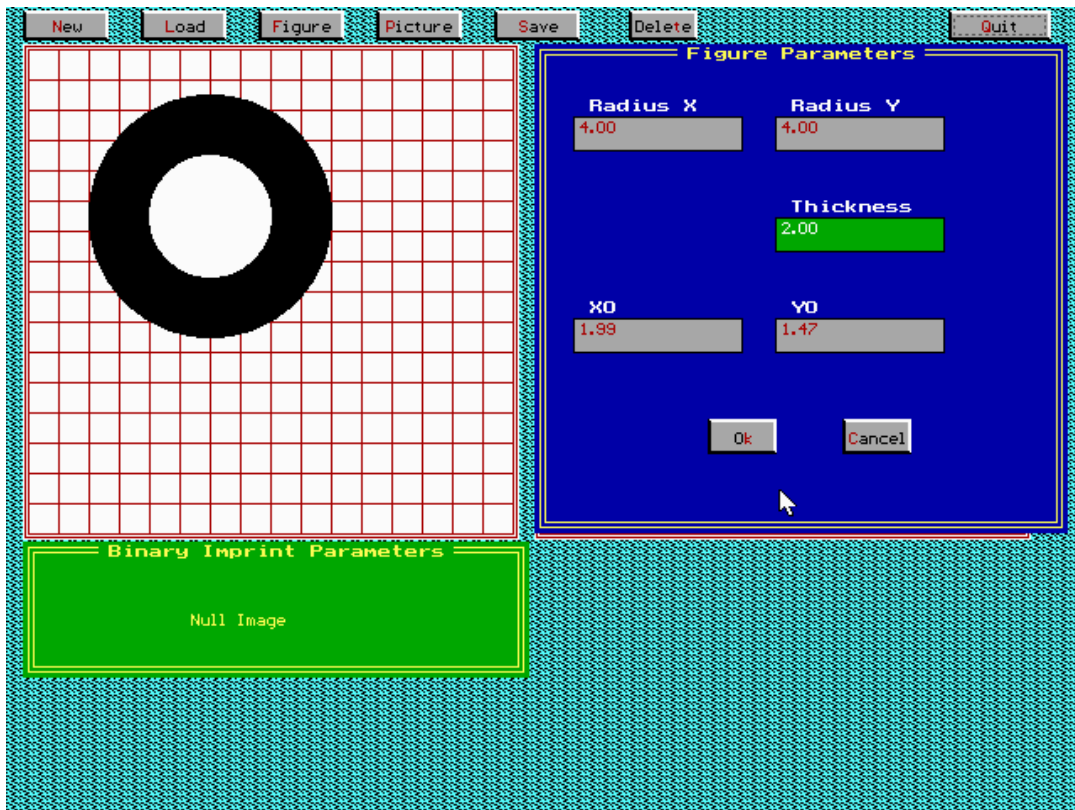 New Load Figure Picture Save Delete Quit
Figure Parameters
Radius X Radius Y
4.00 4.00
Thickness
2.00
X0 Y0
1.99 1.47
Ok Cancel
Binary Imprint Parameters
Null Image